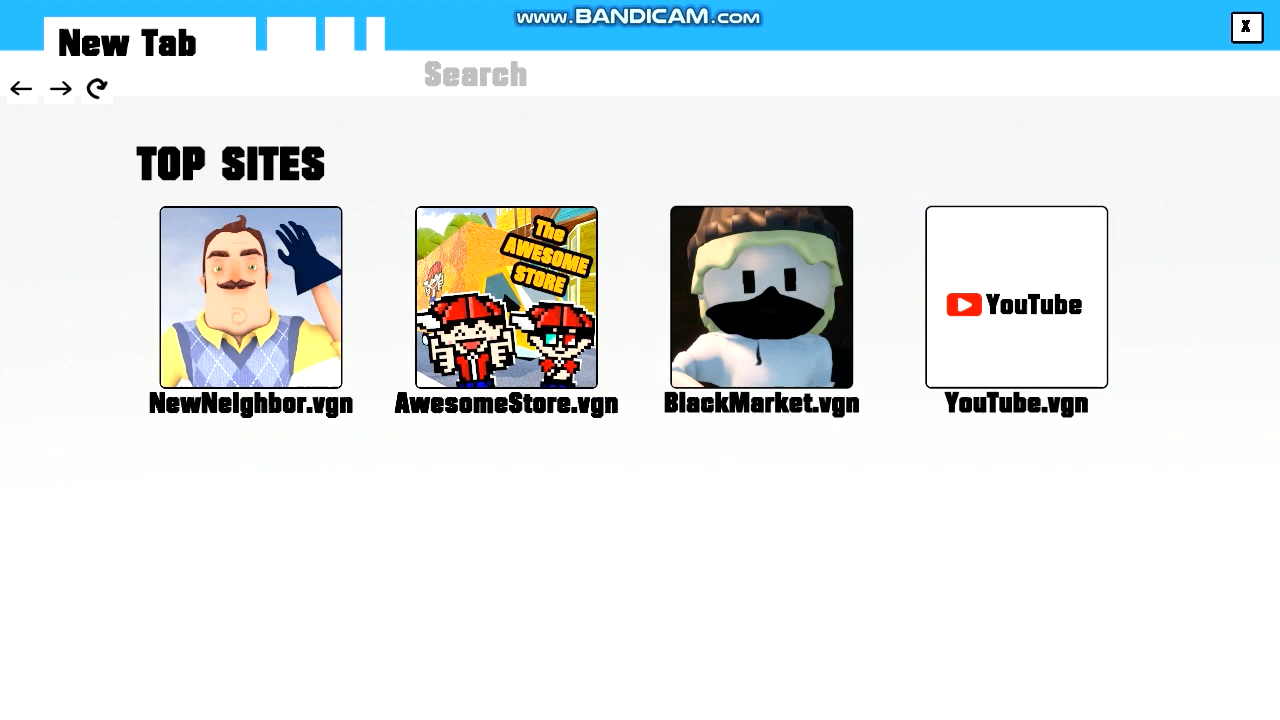 www.BANDICAM.com
X
New Tab
Search
TOP SITES
The
AWESOME
STORE
YouTube
NewNeighbor.vgn
AwesomeStore.vgn
BlackMarket.vgn
YouTube.vgn